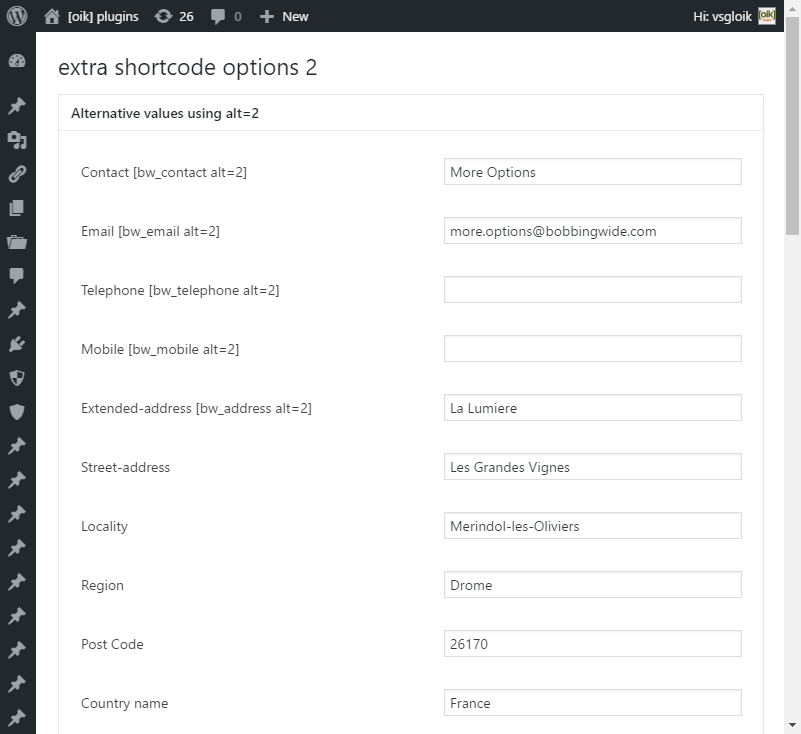 [oik] plugins 26 0 New Hi: vsgloik [oik]
extra shortcode options 2
Alternative values using alt=2
Contact [bw_contact alt=2] More Options
Email [bw_email alt=2] more.options@bobbingwide.com
Telephone [bw_telephone alt=2]
Mobile [bw_mobile alt=2]
Extended-address [bw_address alt=2] La Lumiere
Street-address Les Grandes Vignes
Locality Merindol-les-Oliviers
Region Drome
Post Code 26170
Country name France